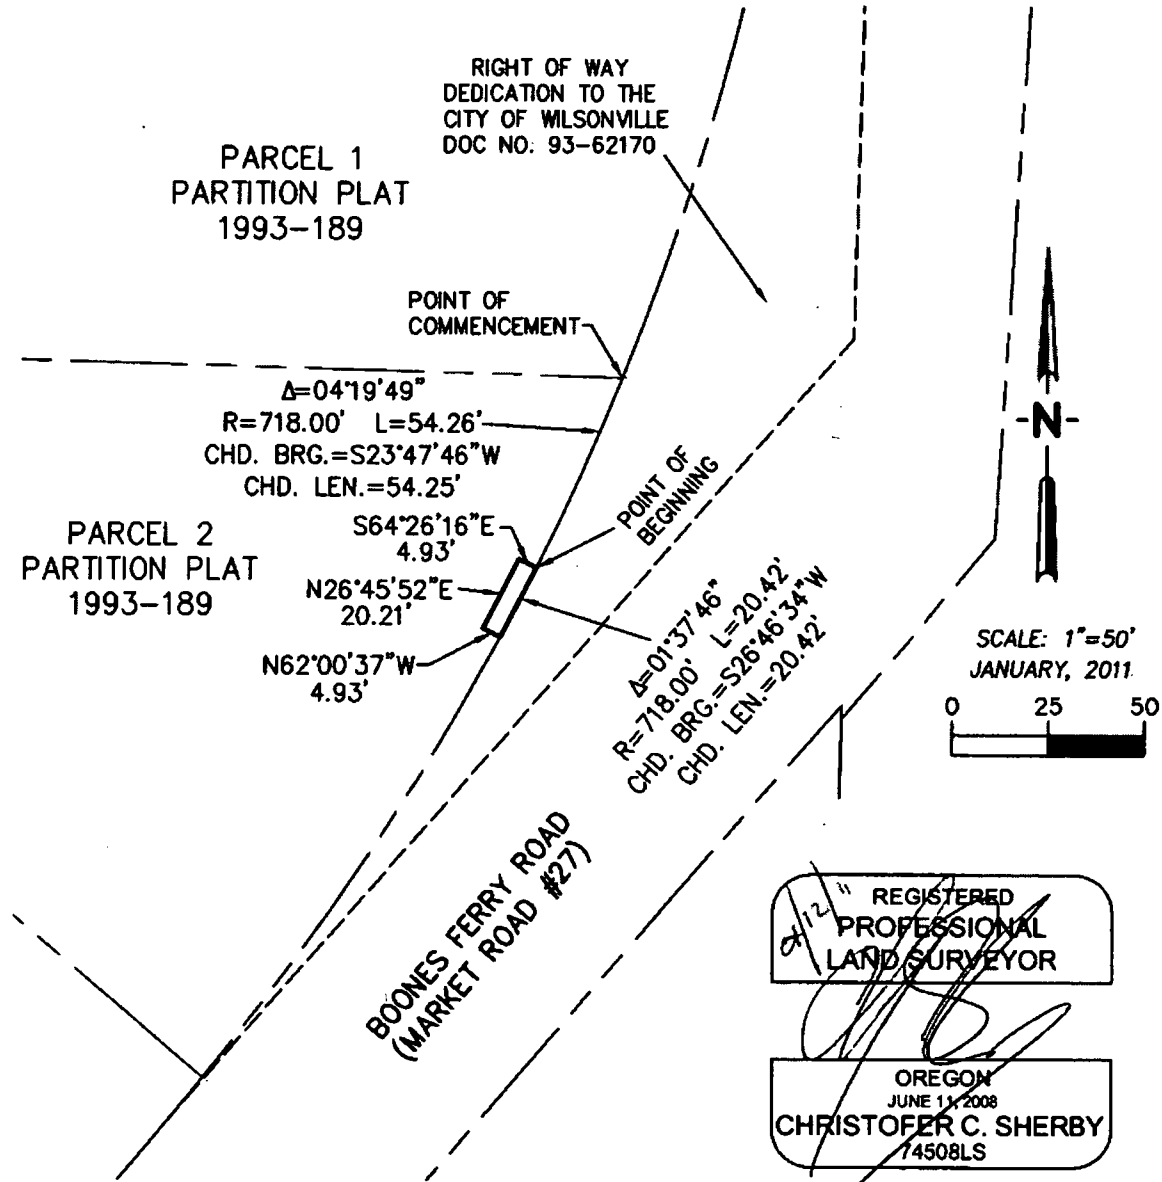 RIGHT OF WAY
DEDICATION TO THE
CITY OF WILSONVILLE
DOC NO. 93-62170
PARCEL 1
PARTITION PLAT
1993-189
POINT OF
COMMENCEMENT
Δ=04°19'49"
R=718.00' L=54.26'
CHD. BRG.=S23°47'46"W
CHD. LEN.=54.25'
POINT OF
BEGINNING
PARCEL 2
PARTITION PLAT
1993-189
S64°26'16"E
4.93'
N26°45'52"E
20.21'
N62°00'37"W
4.93'
Δ=01°37'46"
R=718.00' L=20.42'
CHD. BRG.=S26°46'34"W
CHD. LEN.=20.42'
N
SCALE: 1"=50'
JANUARY, 2011
0 25 50
BOONES FERRY ROAD
(MARKET ROAD #27)
REGISTERED
PROFESSIONAL
LAND SURVEYOR
OREGON
JUNE 11, 2008
CHRISTOFER C. SHERBY
74508LS